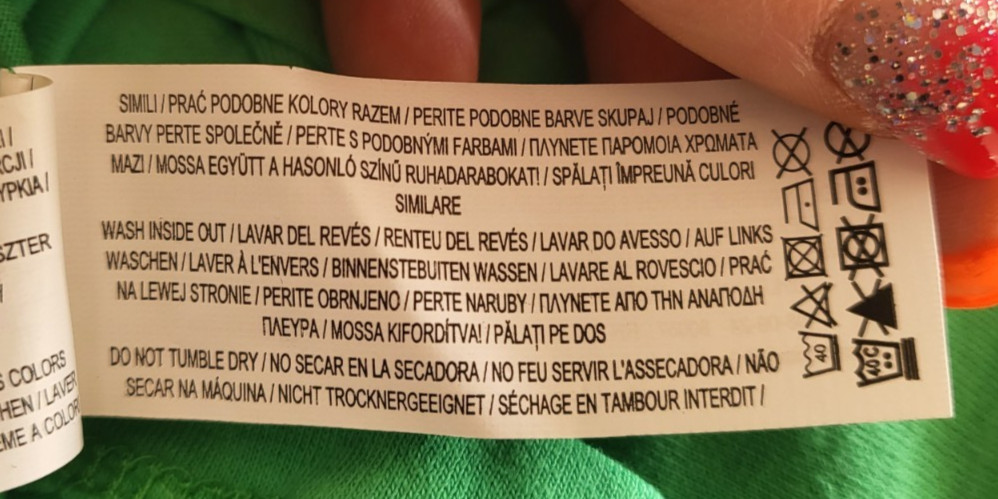 SIMILI / PRAĆ PODOBNE KOLORY RAZEM / PERITE PODOBNE BARVE SKUPAJ / PODOBNÉ
BARVY PERTE SPOLEČNĚ / PERTE S PODOBNÝMI FARBAMI / ΠΛΥΝΕΤΕ ΠΑΡΟΜΟΙΑ ΧΡΩΜΑΤΑ
ΜΑΖΙ / MOSSA EGYÜTT A HASONLÓ SZÍNŰ RUHADARABOKAT! / SPĂLAȚI ÎMPREUNĂ CULORI
SIMILARE
WASH INSIDE OUT / LAVAR DEL REVÉS / RENTEU DEL REVÉS / LAVAR DO AVESSO / AUF LINKS
WASCHEN / LAVER À L'ENVERS / BINNENSTEBUITEN WASSEN / LAVARE AL ROVESCIO / PRAĆ
NA LEWEJ STRONIE / PERITE OBRNJENO / PERTE NARUBY / ΠΛΥΝΕΤΕ ΑΠΟ ΤΗΝ ΑΝΑΠΟΔΗ
ΠΛΕΥΡΑ / MOSSA KIFORDÍTVA! / PĂLAȚI PE DOS
DO NOT TUMBLE DRY / NO SECAR EN LA SECADORA / NO FEU SERVIR L'ASSECADORA / NÃO
SECAR NA MÁQUINA / NICHT TROCKNERGEEIGNET / SÉCHAGE EN TAMBOUR INTERDIT /
40
40C
SZTER
COLORS
/ LAVER
A